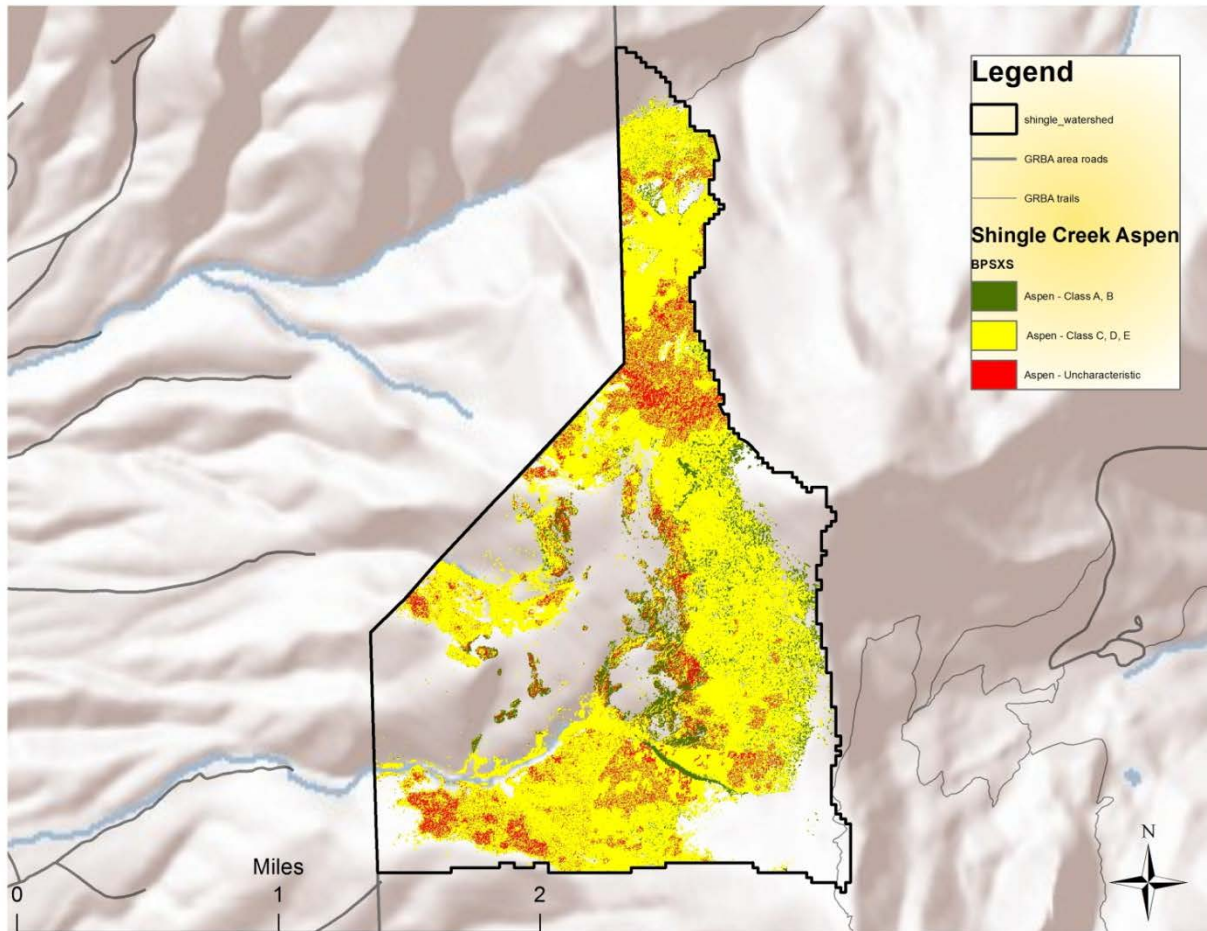 Legend
shingle_watershed
GRBA area roads
GRBA trails
Shingle Creek Aspen
BPSXS
Aspen - Class A, B
Aspen - Class C, D, E
Aspen - Uncharacteristic
Miles
0 1 2
N